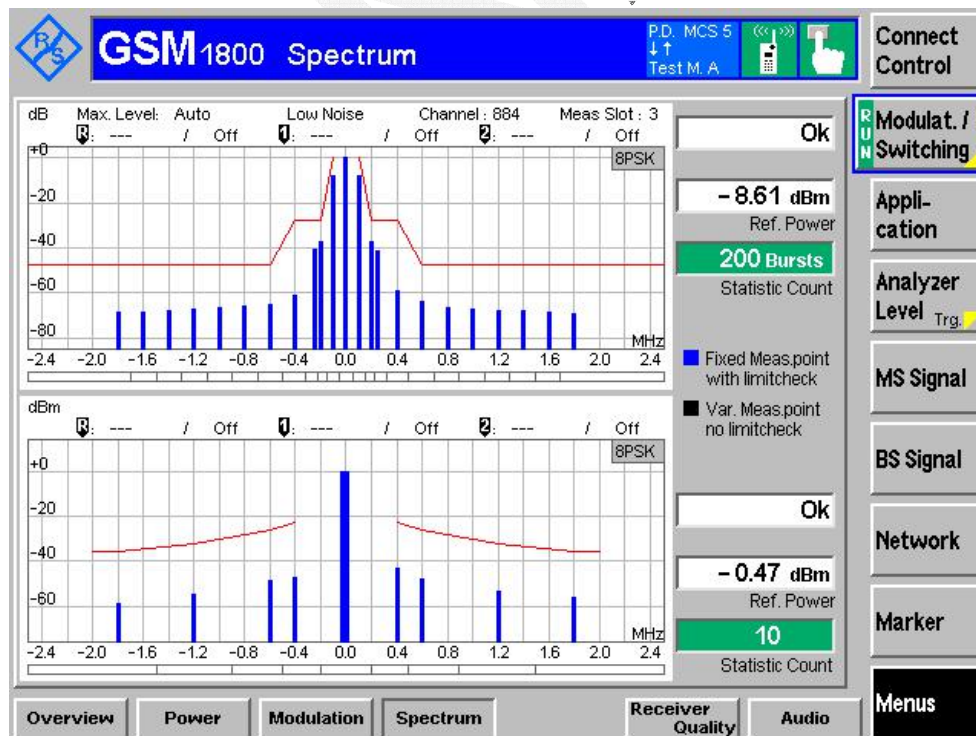 R/S
GSM 1800 Spectrum
P.D. MCS 5
↓↑
Test M. A
Connect
Control
dB Max. Level: Auto Low Noise Channel : 884 Meas Slot : 3
R: --- / Off 1: --- / Off 2: --- / Off
8PSK
+0
-20
-40
-60
-80
MHz
-2.4 -2.0 -1.6 -1.2 -0.8 -0.4 0.0 0.4 0.8 1.2 1.6 2.0 2.4
Ok
-8.61 dBm
Ref. Power
200 Bursts
Statistic Count
Fixed Meas.point
with limitcheck
Var. Meas.point
no limitcheck
dBm
R: --- / Off 1: --- / Off 2: --- / Off
8PSK
+0
-20
-40
-60
MHz
-2.4 -2.0 -1.6 -1.2 -0.8 -0.4 0.0 0.4 0.8 1.2 1.6 2.0 2.4
Ok
-0.47 dBm
Ref. Power
10
Statistic Count
RUN
Modulat. /
Switching
Appli-
cation
Analyzer
Level Trg.
MS Signal
BS Signal
Network
Marker
Menus
Overview Power Modulation Spectrum Receiver
Quality Audio